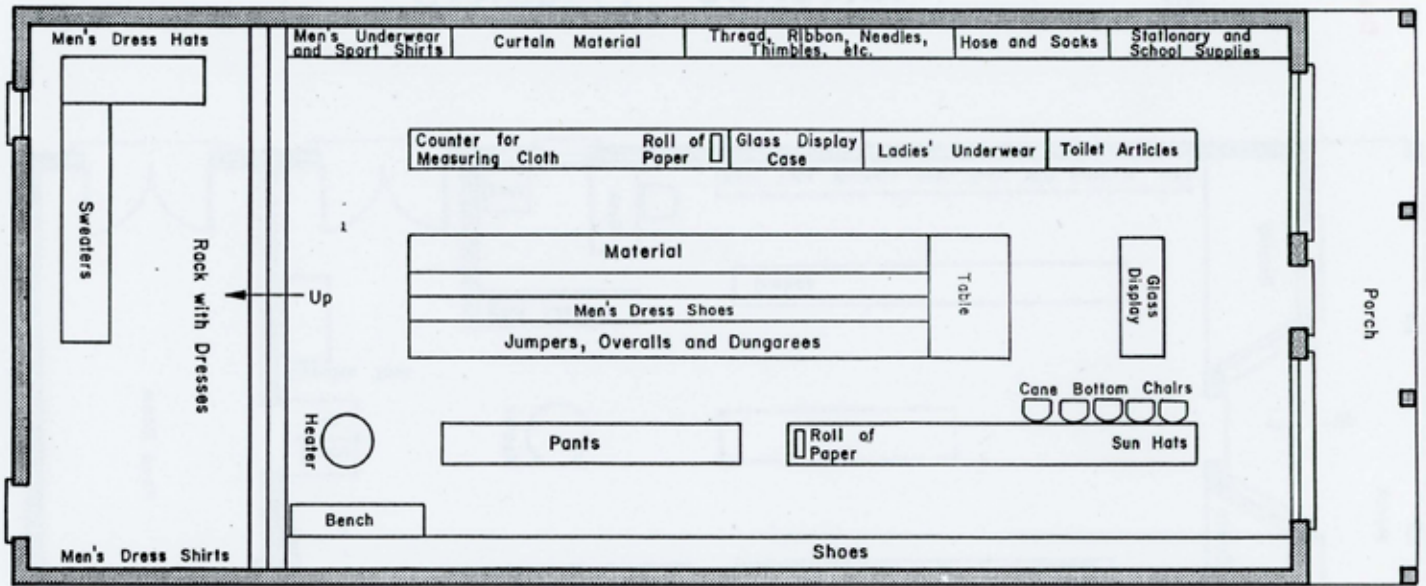 Men's Dress Hats
Men's Underwear
and Sport Shirts
Curtain Material
Thread, Ribbon, Needles,
Thimbles, etc.
Hose and Socks
Stationary and
School Supplies
Counter for
Measuring Cloth
Roll of
Paper
Glass Display
Case
Ladies' Underwear
Toilet Articles
Sweaters
Rack with Dresses
1
Up
Material
Men's Dress Shoes
Jumpers, Overalls and Dungarees
Table
Glass
Display
Porch
Cane Bottom Chairs
Heater
Pants
Roll of
Paper
Sun Hats
Bench
Men's Dress Shirts
Shoes